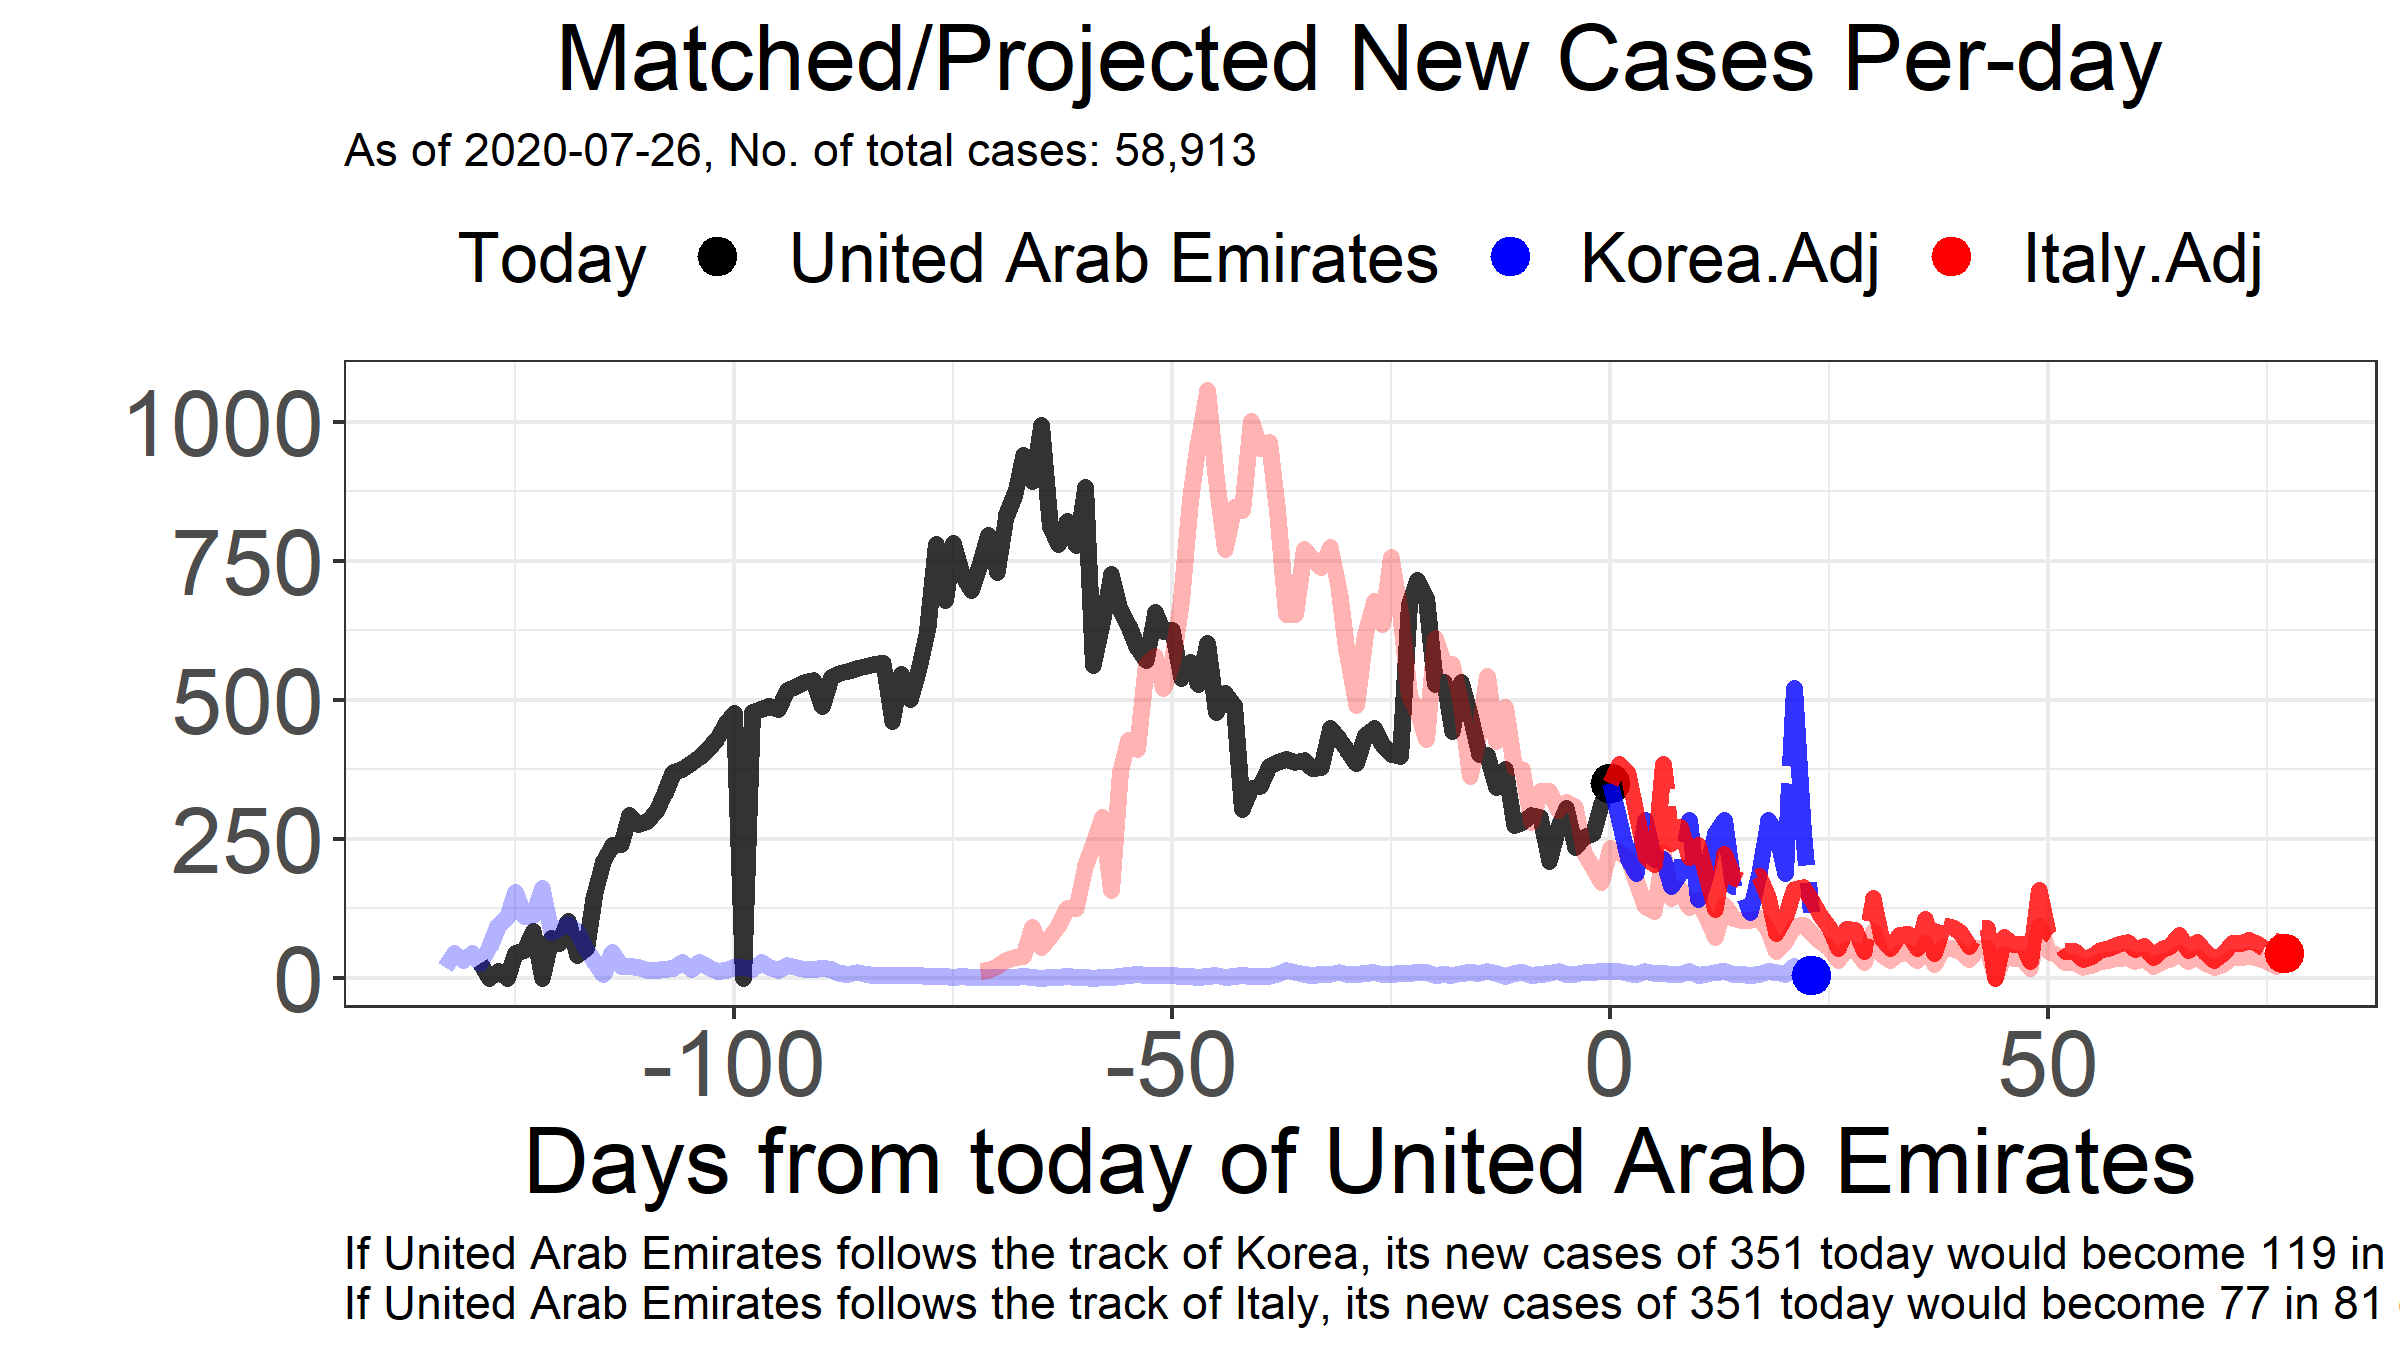 Matched/Projected New Cases Per-day
As of 2020-07-26, No. of total cases: 58,913
Today United Arab Emirates Korea.Adj Italy.Adj
1000
750
500
250
0
-100 -50 0 50
Days from today of United Arab Emirates
If United Arab Emirates follows the track of Korea, its new cases of 351 today would become 119 in
If United Arab Emirates follows the track of Italy, its new cases of 351 today would become 77 in 81